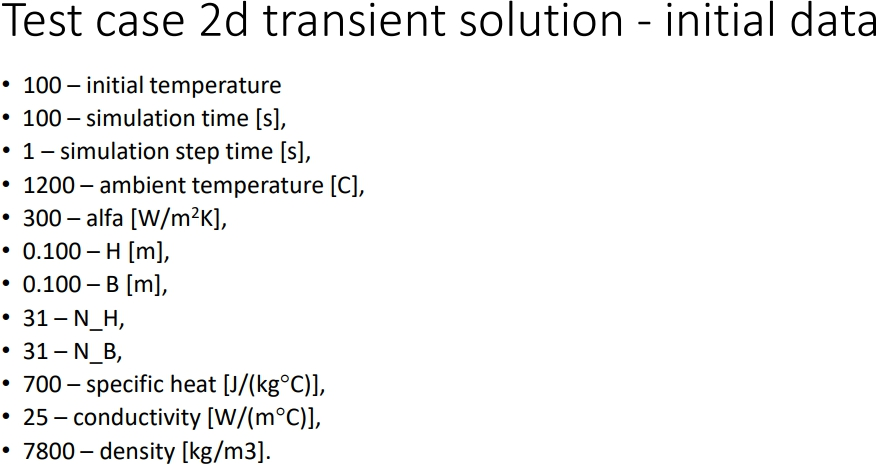 Test case 2d transient solution - initial data
• 100 – initial temperature
• 100 – simulation time [s],
• 1 – simulation step time [s],
• 1200 – ambient temperature [C],
• 300 – alfa [W/m²K],
• 0.100 – H [m],
• 0.100 – B [m],
• 31 – N_H,
• 31 – N_B,
• 700 – specific heat [J/(kg°C)],
• 25 – conductivity [W/(m°C)],
• 7800 – density [kg/m3].